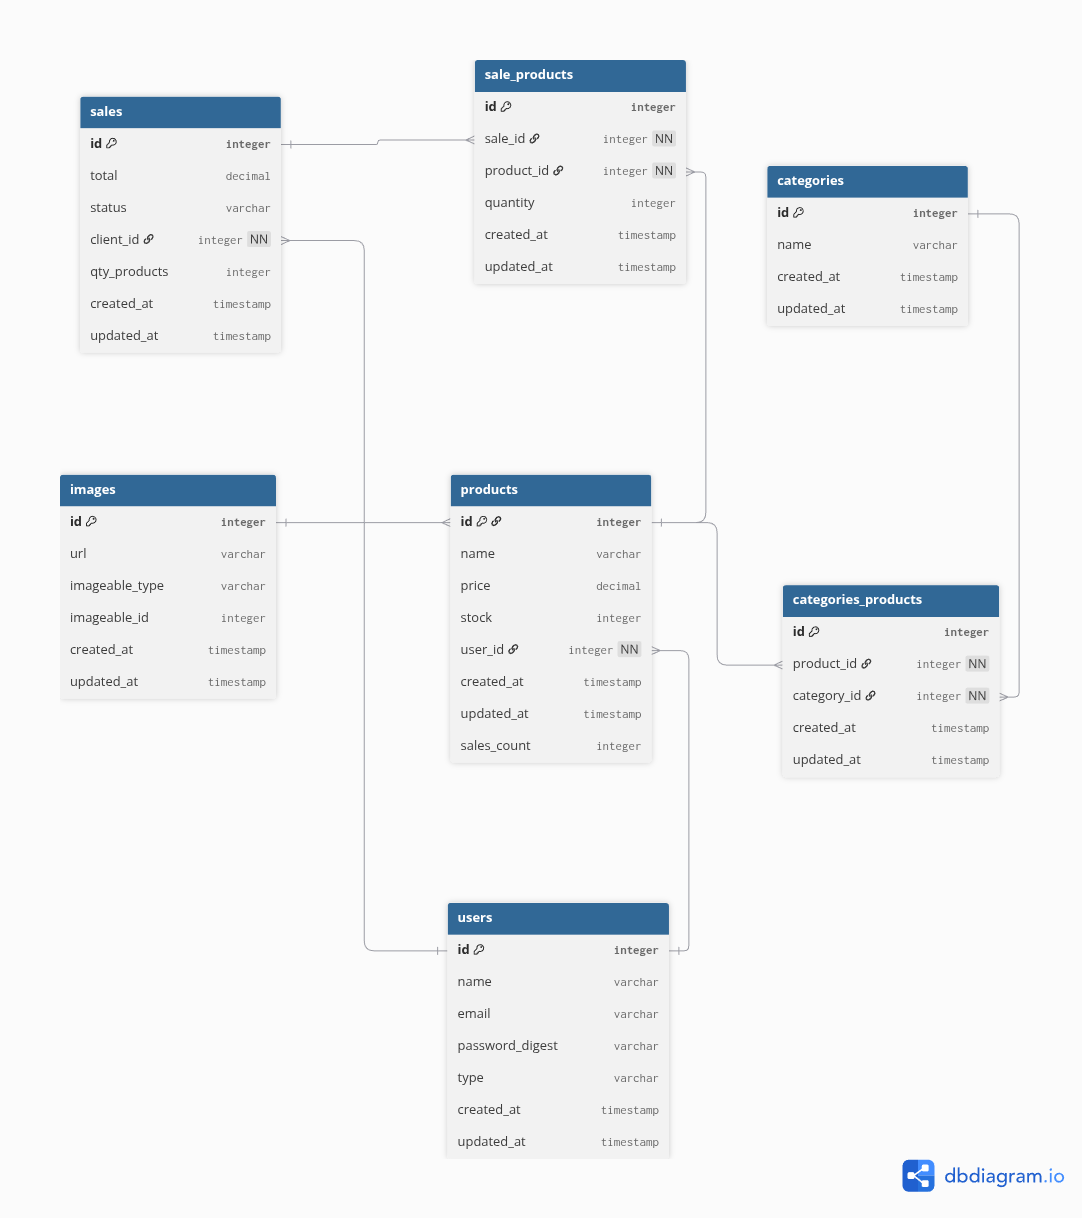 sales
id integer
total decimal
status varchar
client_id integer NN
qty_products integer
created_at timestamp
updated_at timestamp
sale_products
id integer
sale_id integer NN
product_id integer NN
quantity integer
created_at timestamp
updated_at timestamp
categories
id integer
name varchar
created_at timestamp
updated_at timestamp
images
id integer
url varchar
imageable_type varchar
imageable_id integer
created_at timestamp
updated_at timestamp
products
id integer
name varchar
price decimal
stock integer
user_id integer NN
created_at timestamp
updated_at timestamp
sales_count integer
categories_products
id integer
product_id integer NN
category_id integer NN
created_at timestamp
updated_at timestamp
users
id integer
name varchar
email varchar
password_digest varchar
type varchar
created_at timestamp
updated_at timestamp
dbdiagram.io